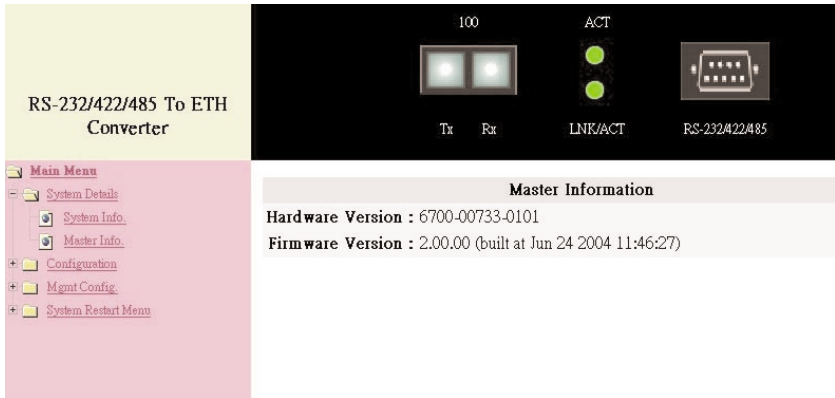 RS-232/422/485 To ETH
Converter
100
ACT
Tx
Rx
LNK/ACT
RS-232/422/485
Main Menu
System Details
System Info.
Master Info.
Configuration
Mgmt Config.
System Restart Menu
Master Information
Hardware Version : 6700-00733-0101
Firmware Version : 2.00.00 (built at Jun 24 2004 11:46:27)